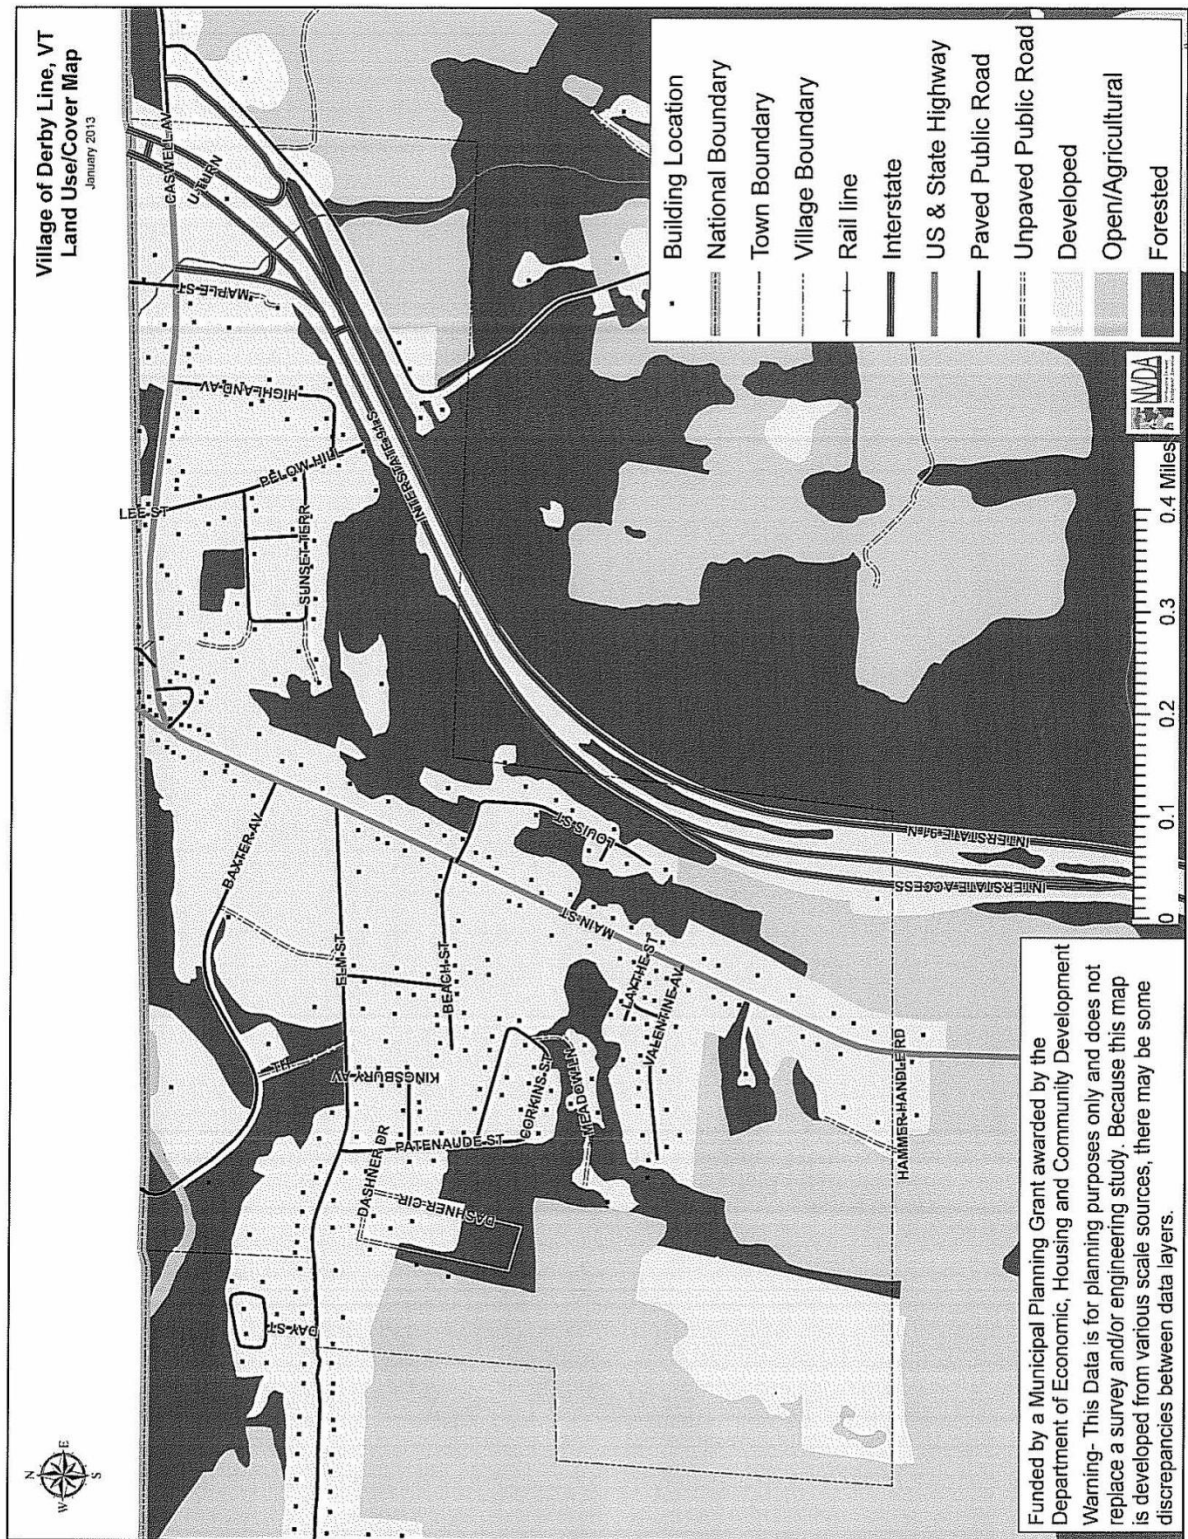 Village of Derby Line, VT
Land Use/Cover Map
January 2013
N
W
E
S
CASWELL AV
U-TURN
MAPLE ST
HIGHLAND AV
PELOW HILL
LEE ST
SUNSET TERR
INTERSTATE 91 S
BAXTER AV
ELM ST
TH
KINGSBURY AV
BEACH ST
MAIN ST
LOUIS ST
DAY ST
DASHNER DR
DASHNER CIR
PATENAUDE ST
CORKINS ST
MEADOW LN
LAYTHE ST
VALENTINE AV
HAMMER HANDLE RD
INTERSTATE ACCESS
INTERSTATE 91 N
Building Location
National Boundary
Town Boundary
Village Boundary
Rail line
Interstate
US & State Highway
Paved Public Road
Unpaved Public Road
Developed
Open/Agricultural
Forested
NVDA
0 0.1 0.2 0.3 0.4 Miles
Funded by a Municipal Planning Grant awarded by the
Department of Economic, Housing and Community Development
Warning- This Data is for planning purposes only and does not
replace a survey and/or engineering study. Because this map
is developed from various scale sources, there may be some
discrepancies between data layers.